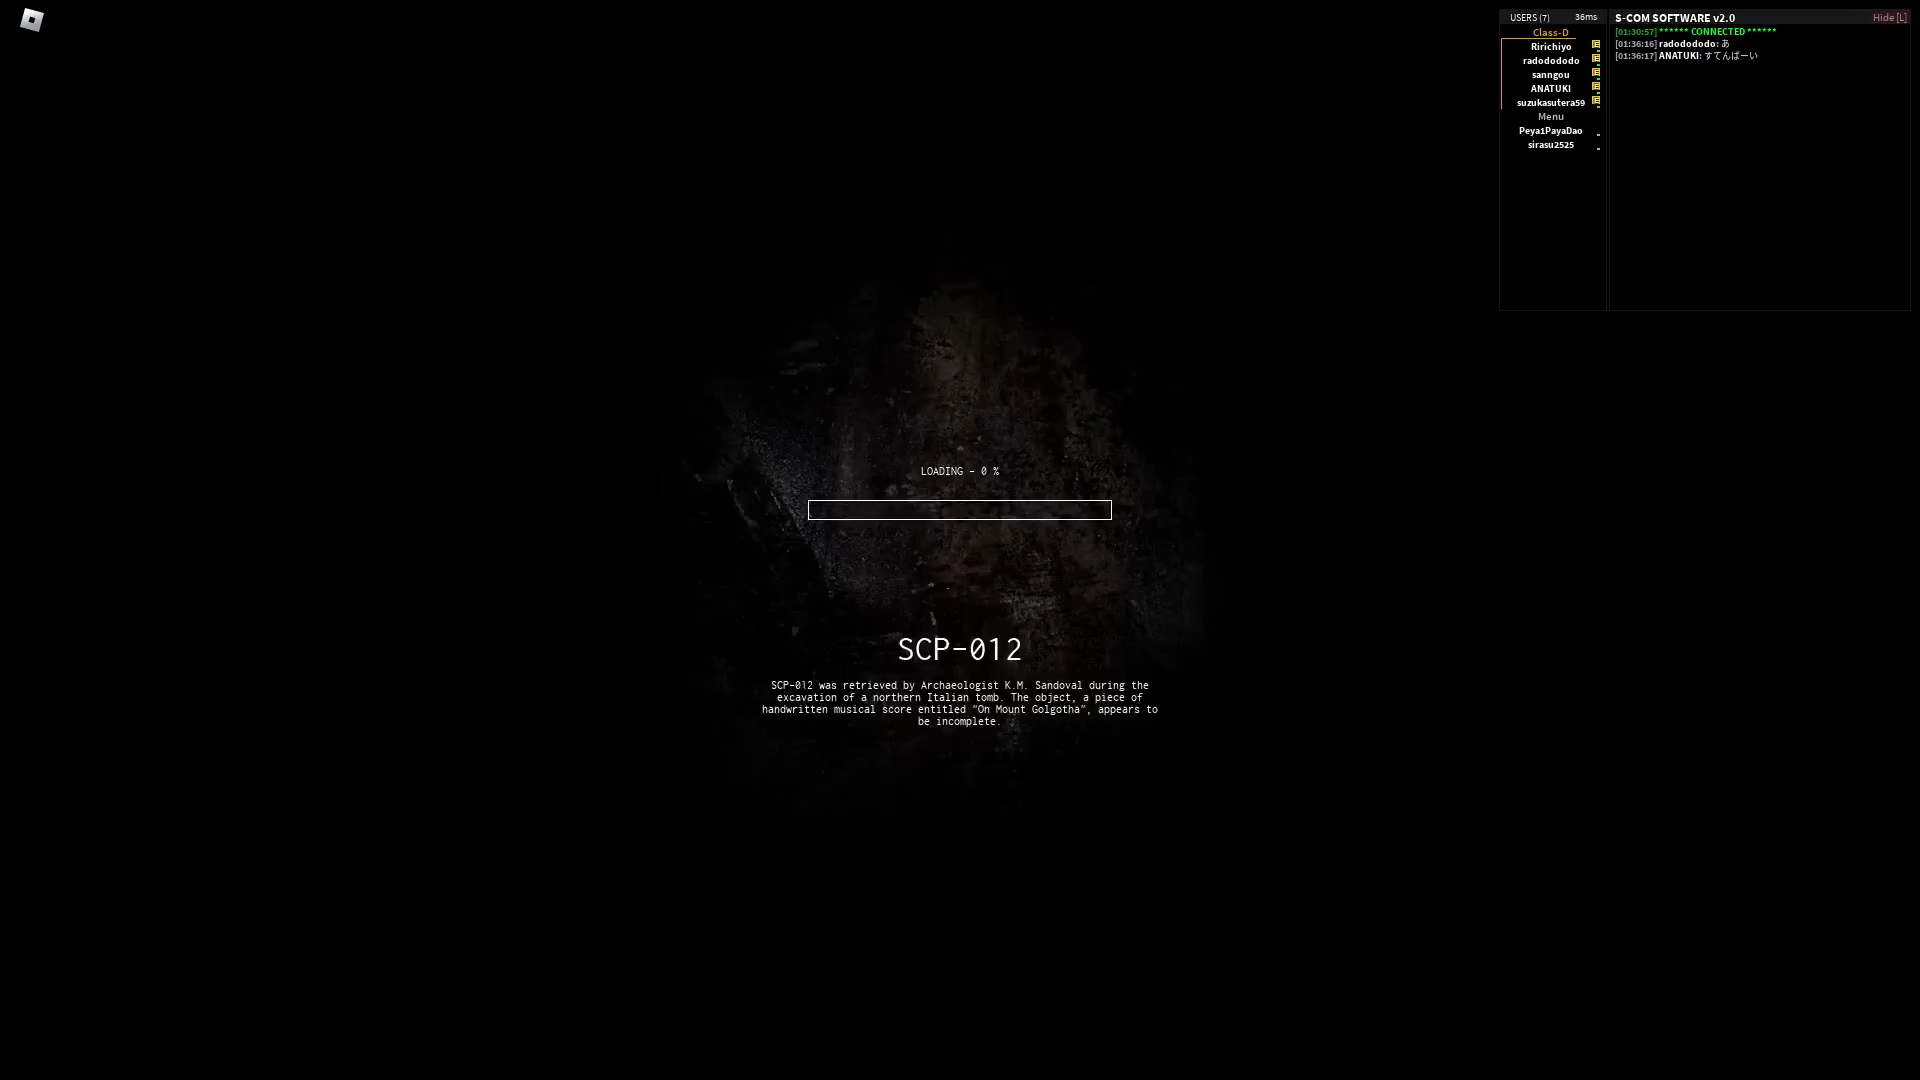 USERS (7) 36ms
Class-D
Ririchiyo
radodododo
sanngou
ANATUKI
suzukasutera59
Menu
Peya1PayaDao
sirasu2525
S-COM SOFTWARE v2.0 Hide [L]
[01:30:57] ****** CONNECTED ******
[01:36:16] radodododo: あ
[01:36:17] ANATUKI: すてんばーい
LOADING - 0 %
SCP-012
SCP-012 was retrieved by Archaeologist K.M. Sandoval during the
excavation of a northern Italian tomb. The object, a piece of
handwritten musical score entitled "On Mount Golgotha", appears to
be incomplete.